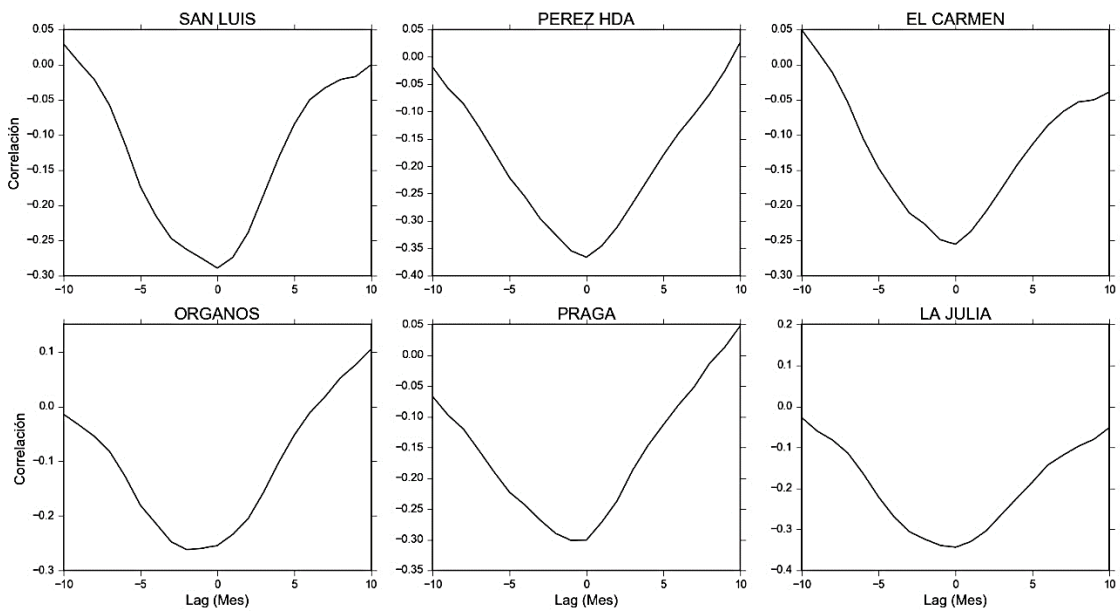 SAN LUIS
0.05
0.00
−0.05
−0.10
−0.15
−0.20
−0.25
−0.30
−10 −5 0 5 10
Correlación
PEREZ HDA
0.05
0.00
−0.05
−0.10
−0.15
−0.20
−0.25
−0.30
−0.35
−0.40
−10 −5 0 5 10
EL CARMEN
0.05
0.00
−0.05
−0.10
−0.15
−0.20
−0.25
−0.30
−10 −5 0 5 10
ORGANOS
0.1
0.0
−0.1
−0.2
−0.3
−10 −5 0 5 10
Correlación
Lag (Mes)
PRAGA
0.05
0.00
−0.05
−0.10
−0.15
−0.20
−0.25
−0.30
−0.35
−10 −5 0 5 10
Lag (Mes)
LA JULIA
0.2
0.1
0.0
−0.1
−0.2
−0.3
−0.4
−10 −5 0 5 10
Lag (Mes)